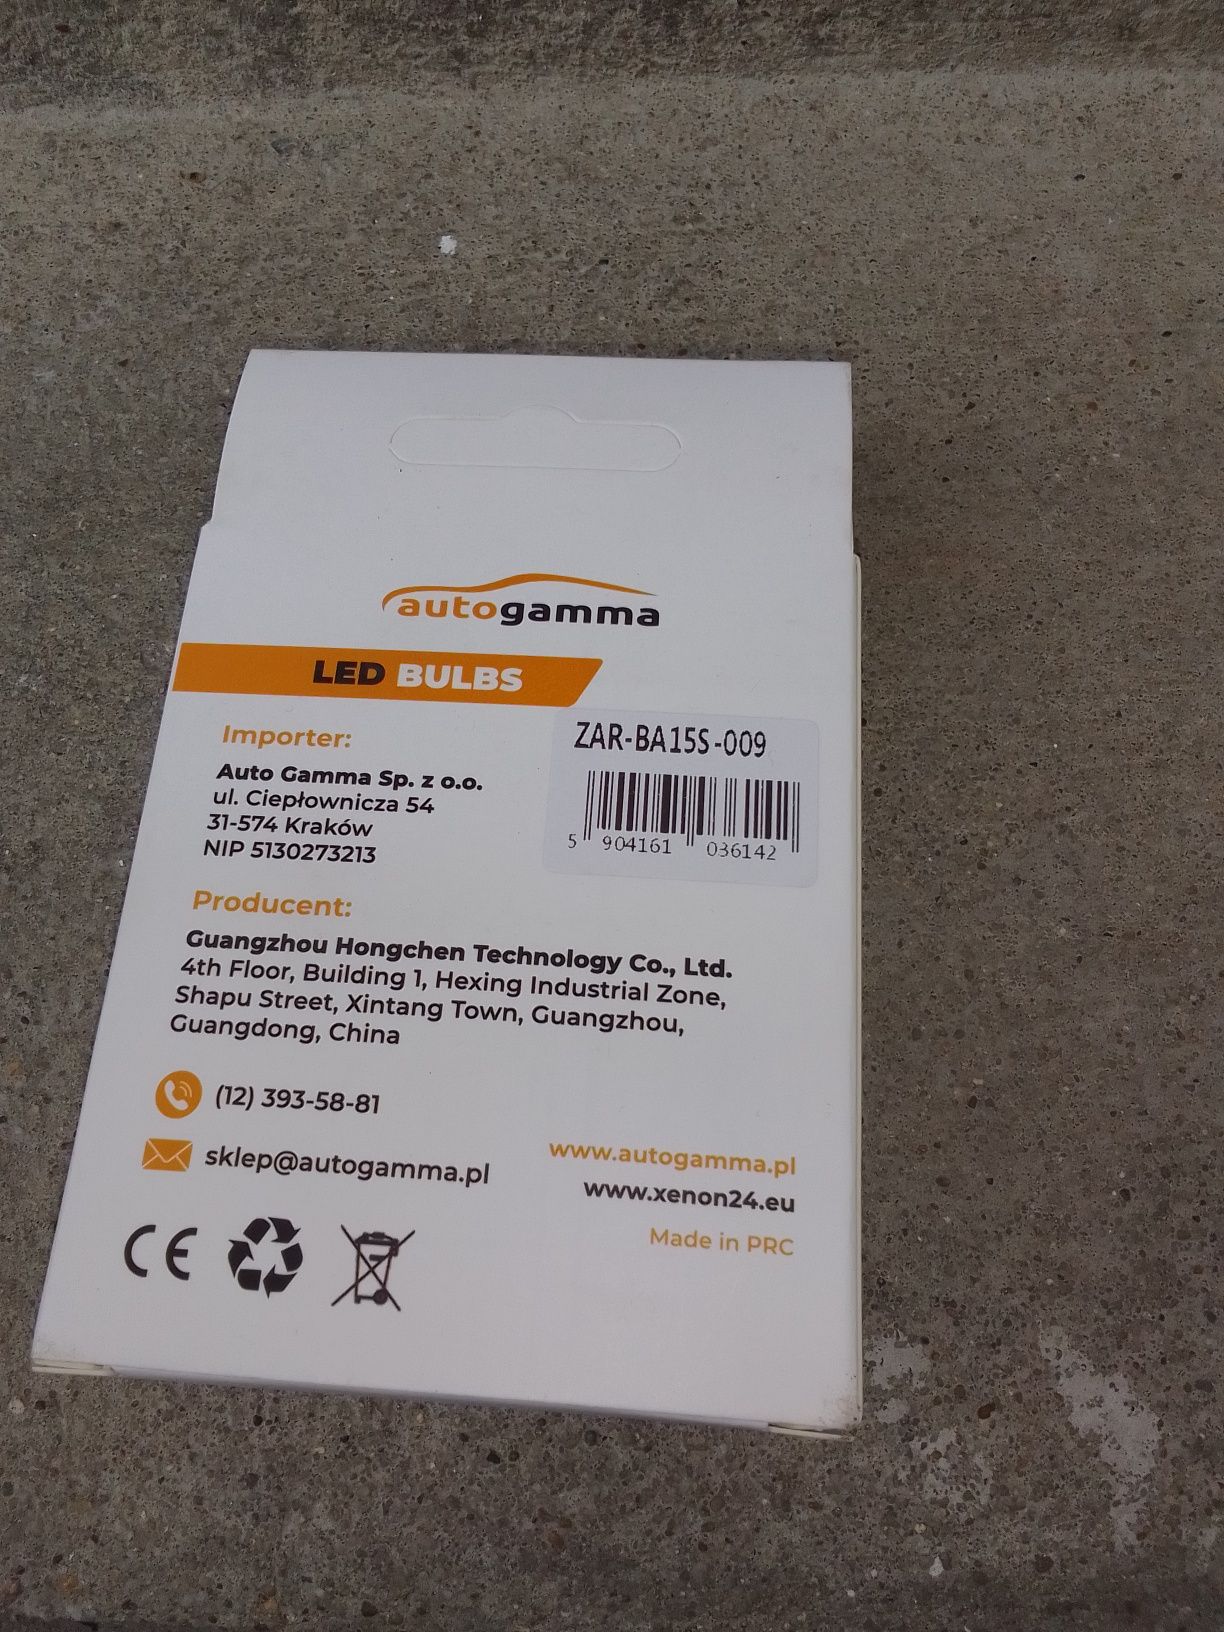 autogamma
LED BULBS
Importer:
Auto Gamma Sp. z o.o.
ul. Ciepłownicza 54
31-574 Kraków
NIP 5130273213
ZAR-BA15S-009
5 904161 036142
Producent:
Guangzhou Hongchen Technology Co., Ltd.
4th Floor, Building 1, Hexing Industrial Zone,
Shapu Street, Xintang Town, Guangzhou,
Guangdong, China
(12) 393-58-81
sklep@autogamma.pl
www.autogamma.pl
www.xenon24.eu
Made in PRC
CE